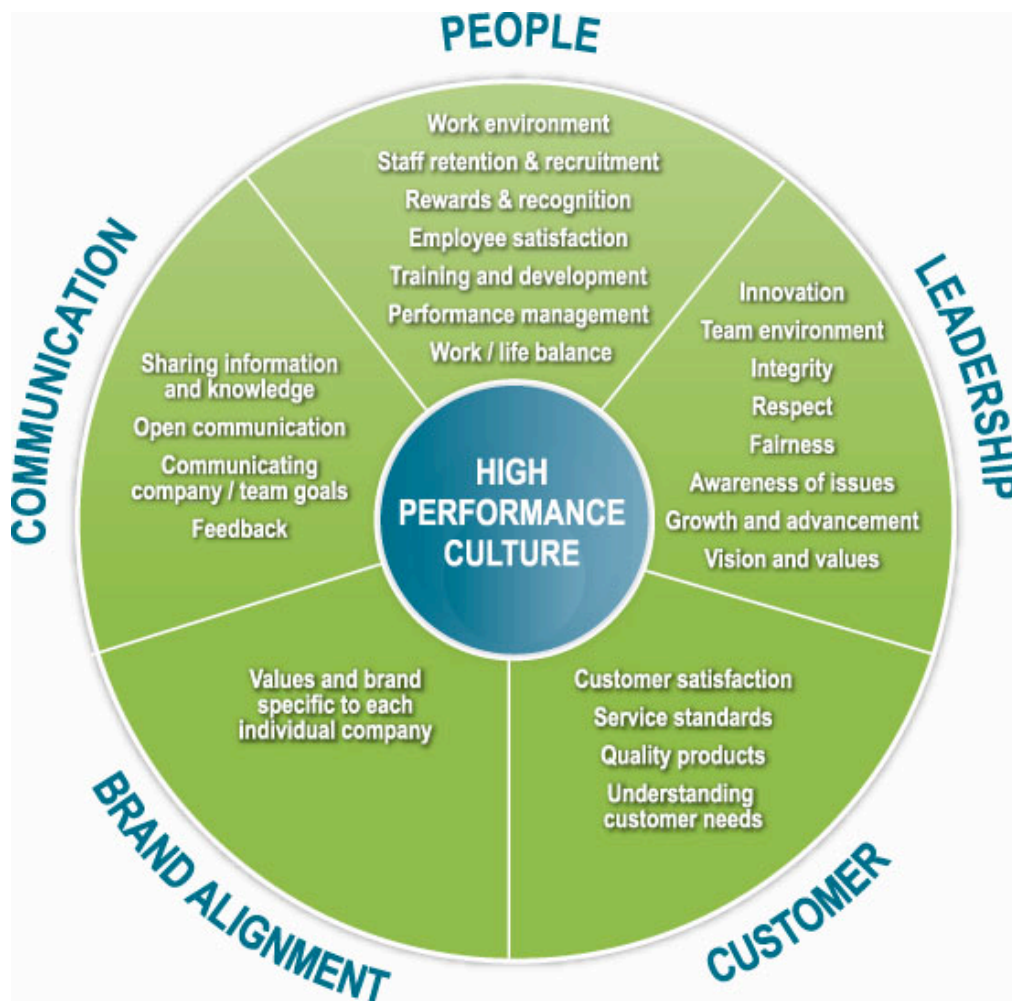 PEOPLE
Work environment
Staff retention & recruitment
Rewards & recognition
Employee satisfaction
Training and development
Performance management
Work / life balance
LEADERSHIP
Innovation
Team environment
Integrity
Respect
Fairness
Awareness of issues
Growth and advancement
Vision and values
CUSTOMER
Customer satisfaction
Service standards
Quality products
Understanding
customer needs
BRAND ALIGNMENT
Values and brand
specific to each
individual company
COMMUNICATION
Sharing information
and knowledge
Open communication
Communicating
company / team goals
Feedback
HIGH
PERFORMANCE
CULTURE